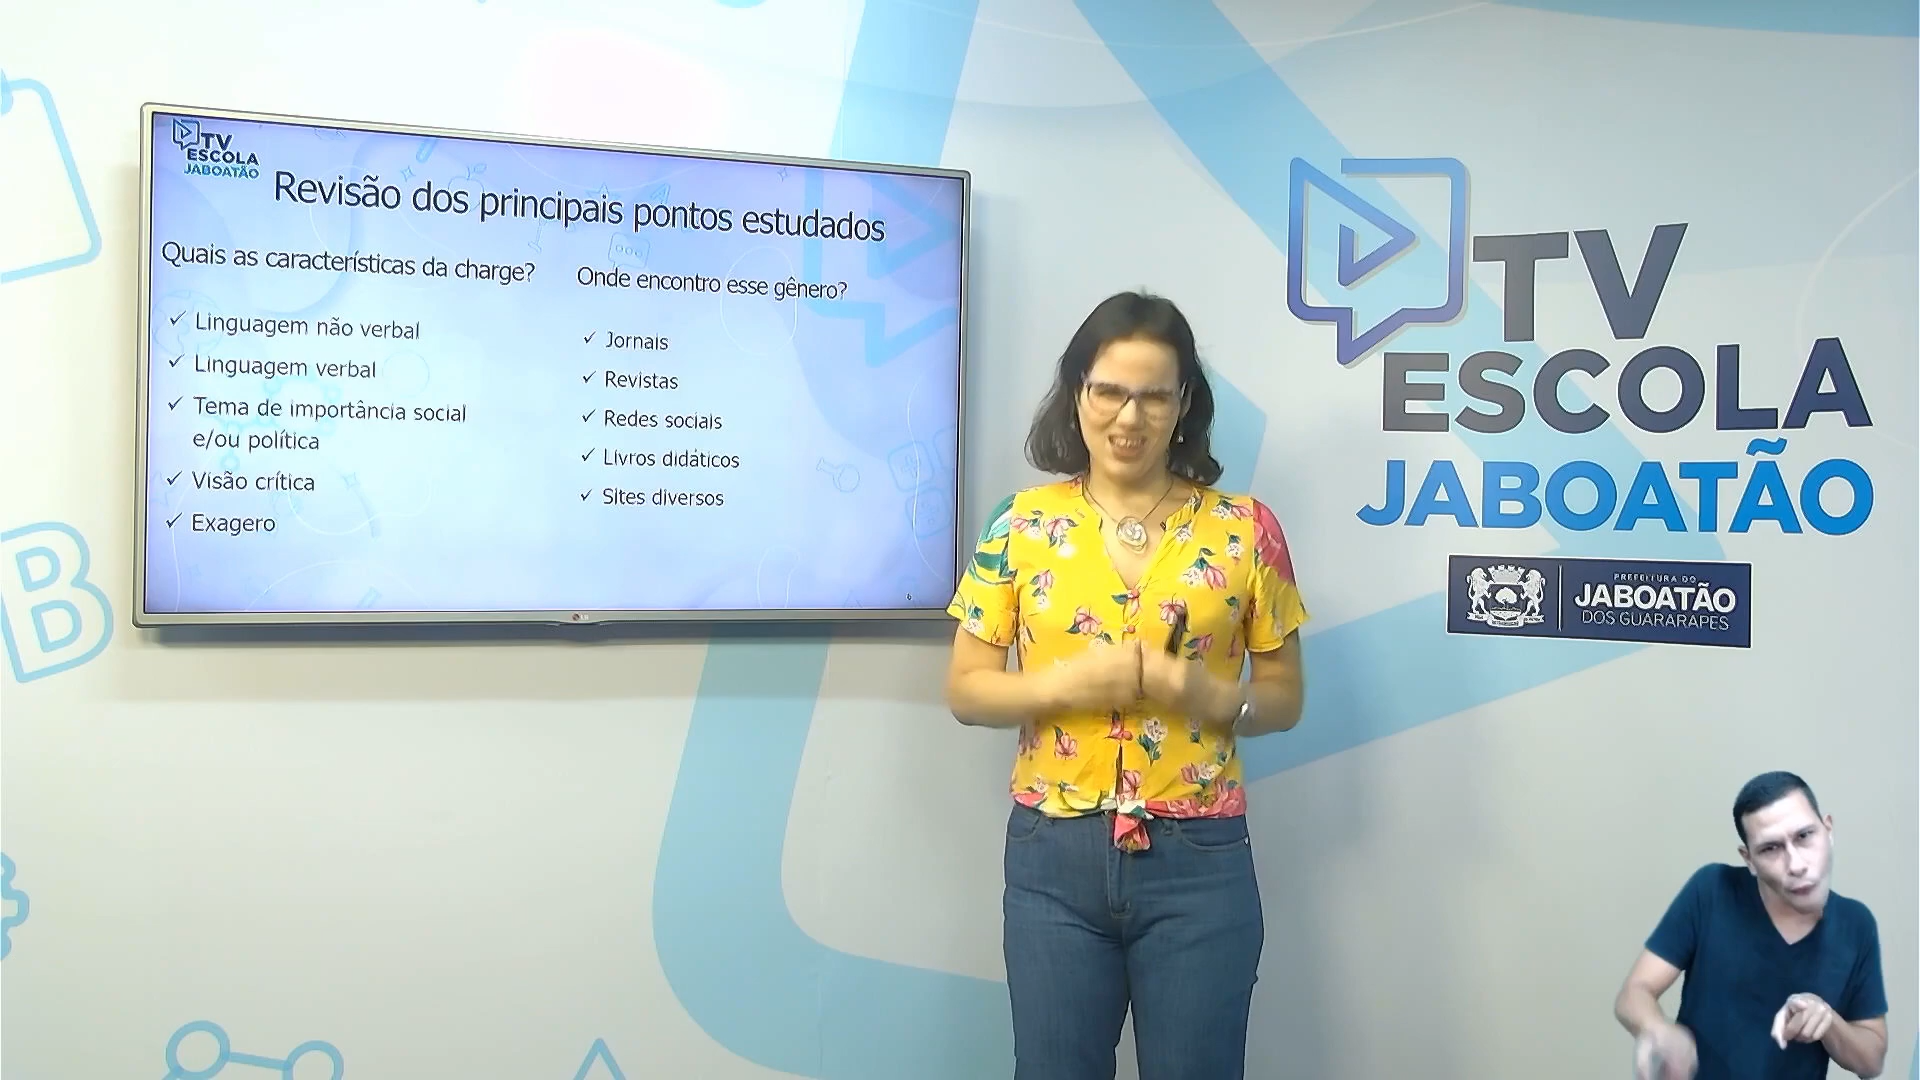 TV
ESCOLA
JABOATÃO
Revisão dos principais pontos estudados
Quais as características da charge?
✓ Linguagem não verbal
✓ Linguagem verbal
✓ Tema de importância social
e/ou política
✓ Visão crítica
✓ Exagero
Onde encontro esse gênero?
✓ Jornais
✓ Revistas
✓ Redes sociais
✓ Livros didáticos
✓ Sites diversos
6
LG
TV
ESCOLA
JABOATÃO
PREFEITURA DO
JABOATÃO
DOS GUARARAPES
B